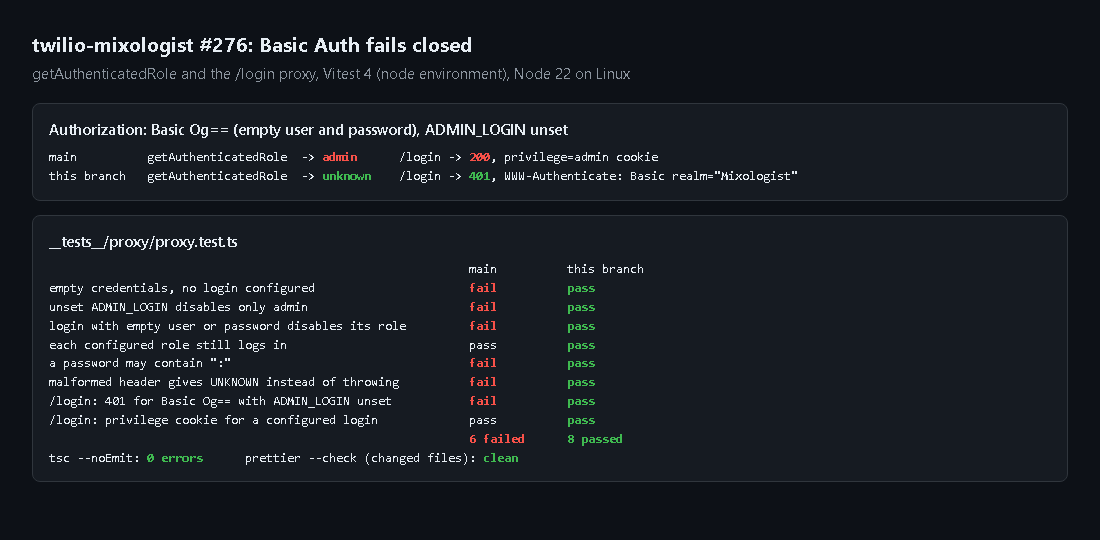 twilio-mixologist #276: Basic Auth fails closed
getAuthenticatedRole and the /login proxy, Vitest 4 (node environment), Node 22 on Linux
Authorization: Basic Og== (empty user and password), ADMIN_LOGIN unset
main getAuthenticatedRole -> admin /login -> 200, privilege=admin cookie
this branch getAuthenticatedRole -> unknown /login -> 401, WWW-Authenticate: Basic realm="Mixologist"
__tests__/proxy/proxy.test.ts
main this branch
empty credentials, no login configured fail pass
unset ADMIN_LOGIN disables only admin fail pass
login with empty user or password disables its role fail pass
each configured role still logs in pass pass
a password may contain ":" fail pass
malformed header gives UNKNOWN instead of throwing fail pass
/login: 401 for Basic Og== with ADMIN_LOGIN unset fail pass
/login: privilege cookie for a configured login pass pass
6 failed 8 passed
tsc --noEmit: 0 errors prettier --check (changed files): clean